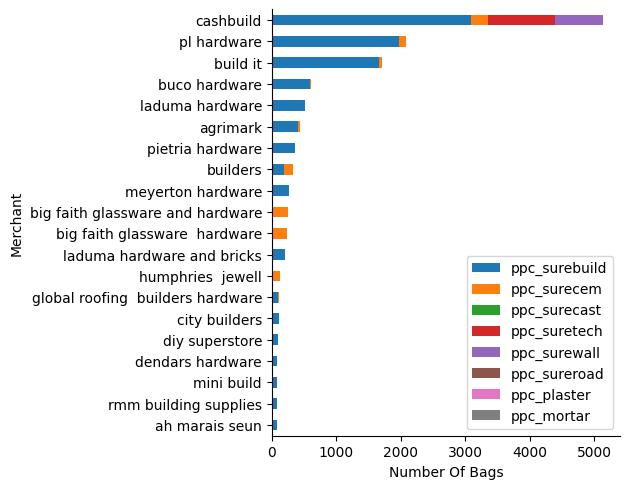 cashbuild
pl hardware
build it
buco hardware
laduma hardware
agrimark
pietria hardware
builders
meyerton hardware
big faith glassware and hardware
big faith glassware  hardware
laduma hardware and bricks
humphries  jewell
global roofing  builders hardware
city builders
diy superstore
dendars hardware
mini build
rmm building supplies
ah marais seun
Merchant
ppc_surebuild
ppc_surecem
ppc_surecast
ppc_suretech
ppc_surewall
ppc_sureroad
ppc_plaster
ppc_mortar
0 1000 2000 3000 4000 5000
Number Of Bags